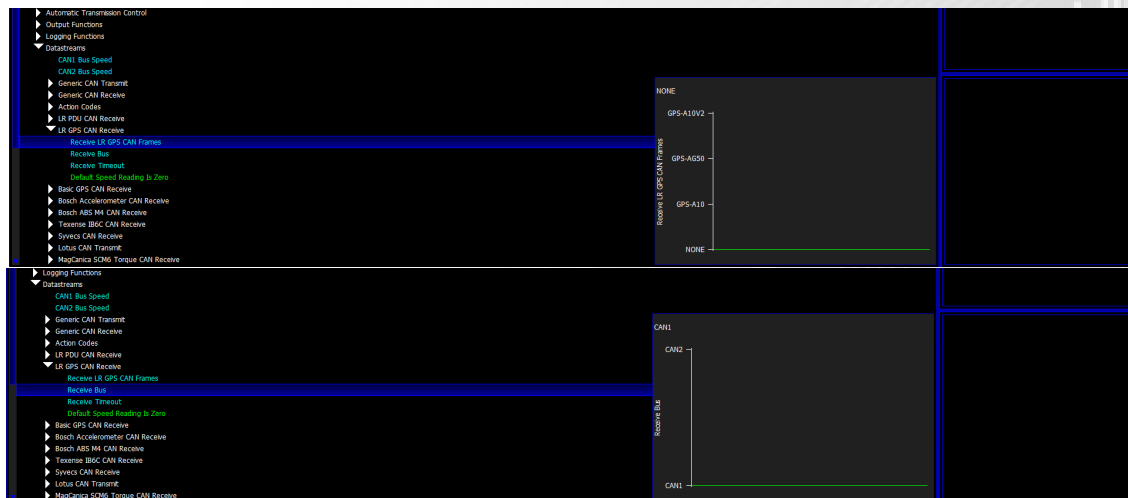 Automatic Transmission Control
Output Functions
Logging Functions
Datastreams
CAN1 Bus Speed
CAN2 Bus Speed
Generic CAN Transmit
Generic CAN Receive
Action Codes
LR PDU CAN Receive
LR GPS CAN Receive
Receive LR GPS CAN Frames
Receive Bus
Receive Timeout
Default Speed Reading Is Zero
Basic GPS CAN Receive
Bosch Accelerometer CAN Receive
Bosch ABS M4 CAN Receive
Texense IB6C CAN Receive
Syvecs CAN Receive
Lotus CAN Transmit
MagCanica SCM6 Torque CAN Receive
NONE
GPS-A10V2
GPS-AG50
GPS-A10
NONE
Receive LR GPS CAN Frames
Logging Functions
Datastreams
CAN1 Bus Speed
CAN2 Bus Speed
Generic CAN Transmit
Generic CAN Receive
Action Codes
LR PDU CAN Receive
LR GPS CAN Receive
Receive LR GPS CAN Frames
Receive Bus
Receive Timeout
Default Speed Reading Is Zero
Basic GPS CAN Receive
Bosch Accelerometer CAN Receive
Bosch ABS M4 CAN Receive
Texense IB6C CAN Receive
Syvecs CAN Receive
Lotus CAN Transmit
MagCanica SCM6 Torque CAN Receive
CAN1
CAN2
CAN1
Receive Bus